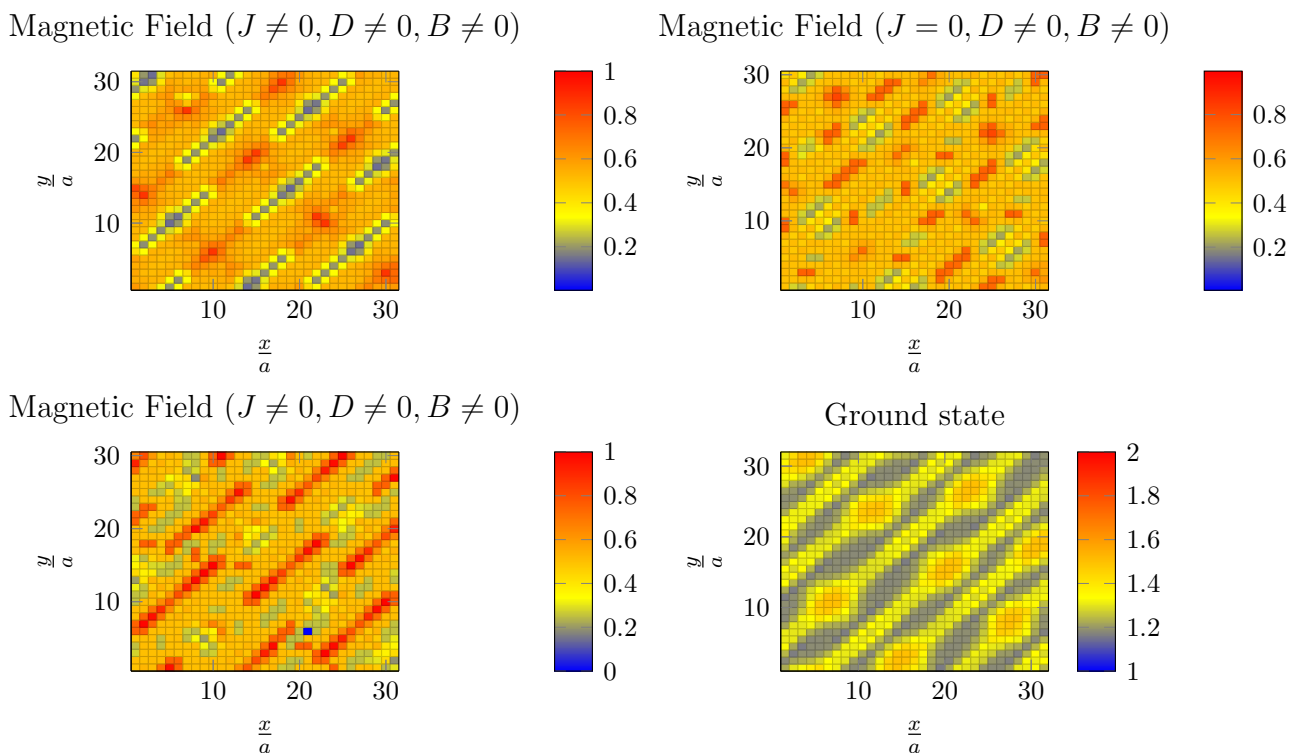 Magnetic Field (J ≠ 0, D ≠ 0, B ≠ 0)
30
20
10
y/a
10 20 30
x/a
1
0.8
0.6
0.4
0.2
Magnetic Field (J = 0, D ≠ 0, B ≠ 0)
30
20
10
y/a
10 20 30
x/a
0.8
0.6
0.4
0.2
Magnetic Field (J ≠ 0, D ≠ 0, B ≠ 0)
30
20
10
y/a
10 20 30
x/a
1
0.8
0.6
0.4
0.2
0
Ground state
30
20
10
y/a
10 20 30
x/a
2
1.8
1.6
1.4
1.2
1